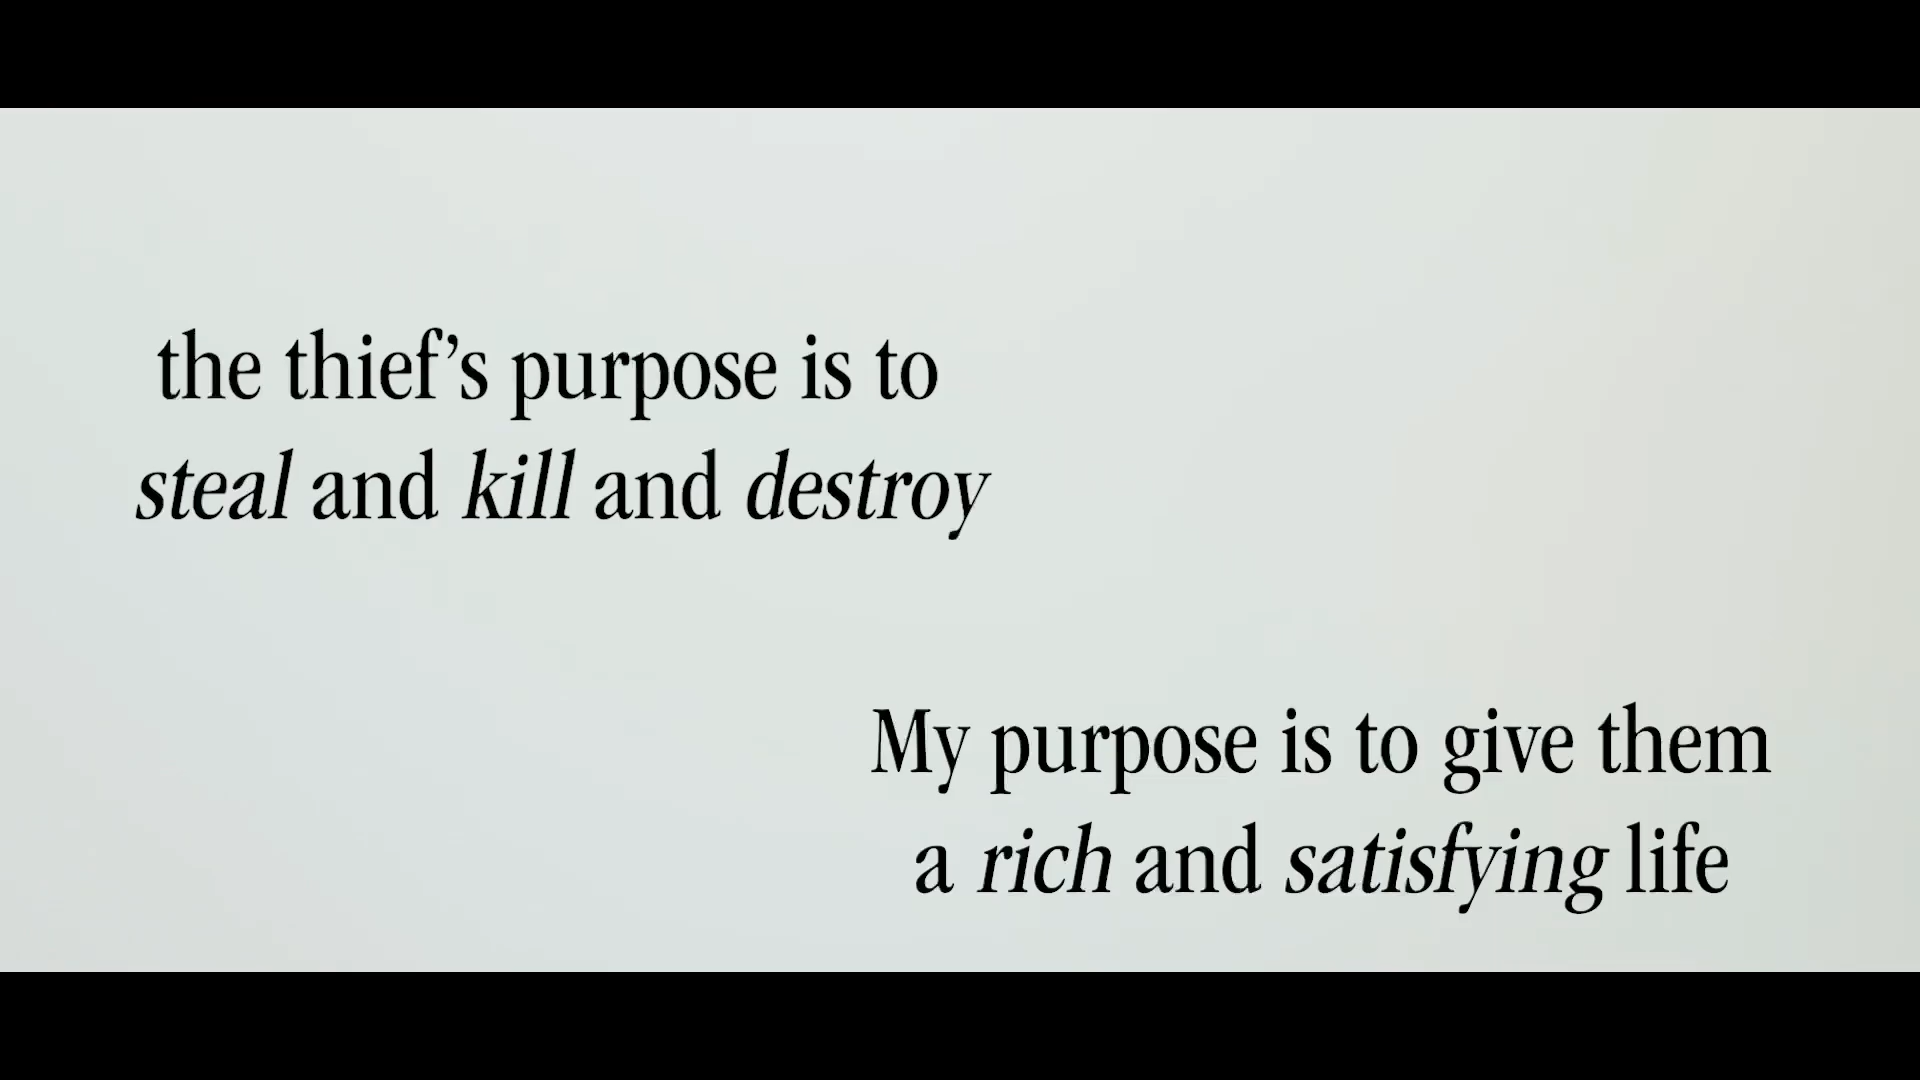 the thief’s purpose is to
steal and kill and destroy
My purpose is to give them
a rich and satisfying life